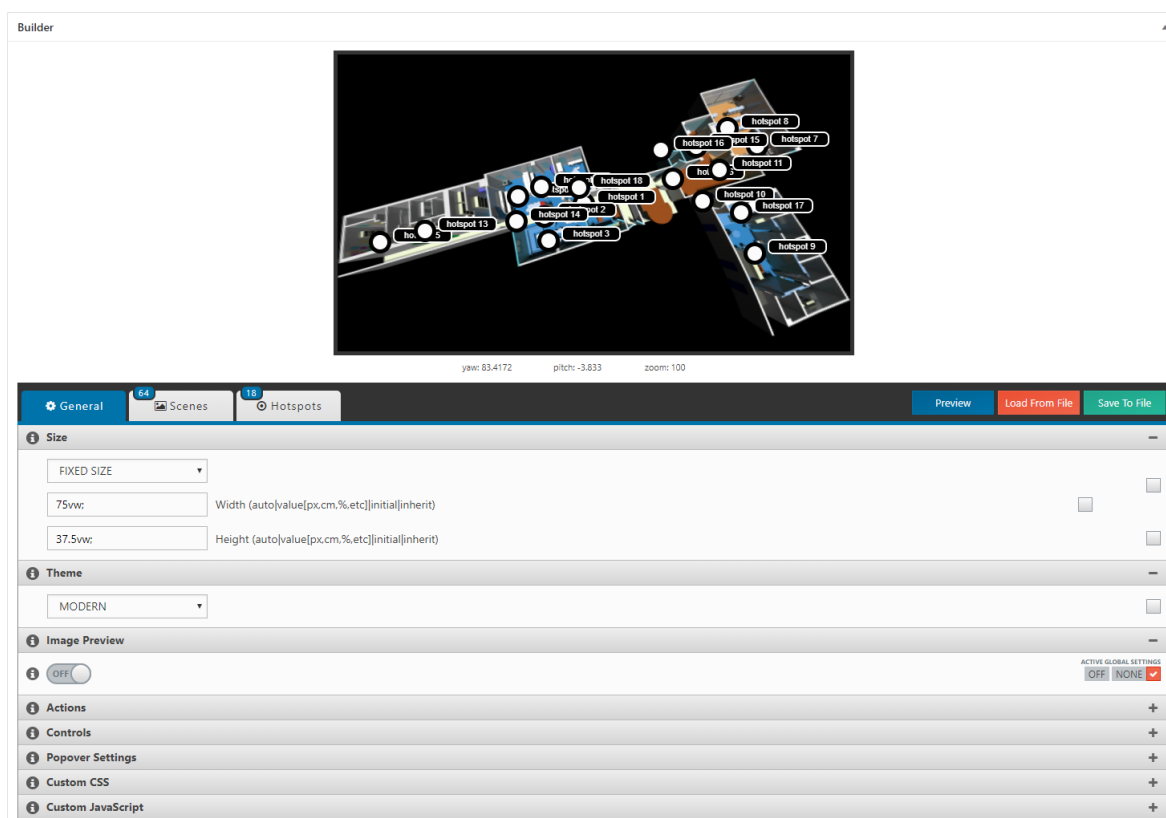 Builder
hotspot 8
hotspot 16
hotspot 7
hotspot 11
hotspot 18
hotspot 10
hotspot 1
hotspot 17
hotspot 14
hotspot 13
hotspot 3
hotspot 9
yaw: 83.4172 pitch: -3.833 zoom: 100
64 18
General Scenes Hotspots Preview Load From File Save To File
Size
FIXED SIZE
75vw; Width (auto|value[px,cm,%,etc]|initial|inherit)
37.5vw; Height (auto|value[px,cm,%,etc]|initial|inherit)
Theme
MODERN
Image Preview
ACTIVE GLOBAL SETTINGS
OFF OFF NONE
Actions
Controls
Popover Settings
Custom CSS
Custom JavaScript